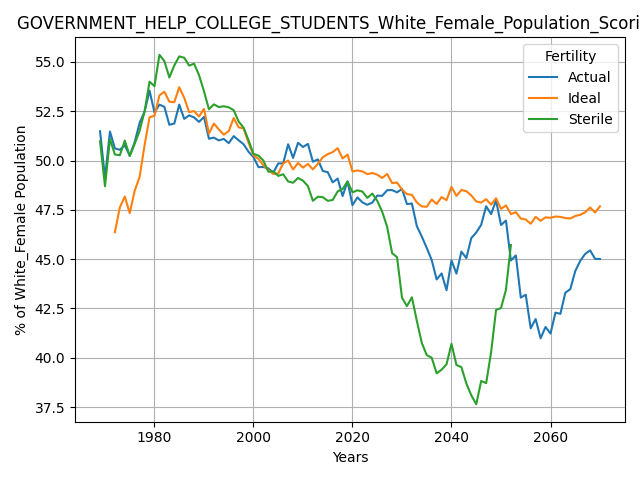 GOVERNMENT_HELP_COLLEGE_STUDENTS_White_Female_Population_Scori
Fertility
Actual
Ideal
Sterile
% of White_Female Population
55.0
52.5
50.0
47.5
45.0
42.5
40.0
37.5
1980 2000 2020 2040 2060
Years